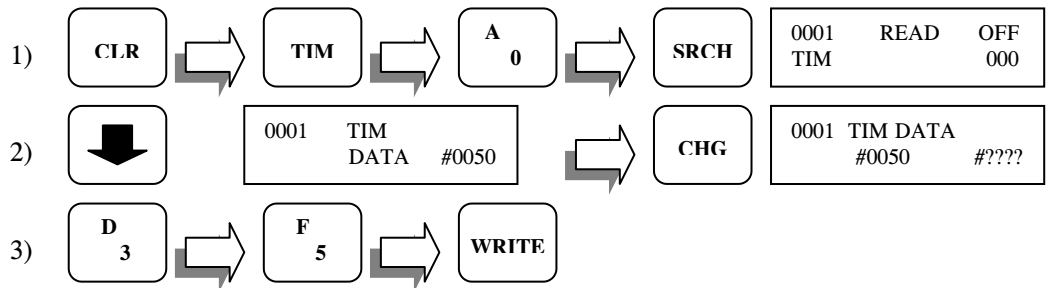 1) CLR TIM A 0 SRCH 0001 READ OFF
TIM 000
2) 0001 TIM
DATA #0050
CHG 0001 TIM DATA
#0050 #????
3) D 3 F 5 WRITE